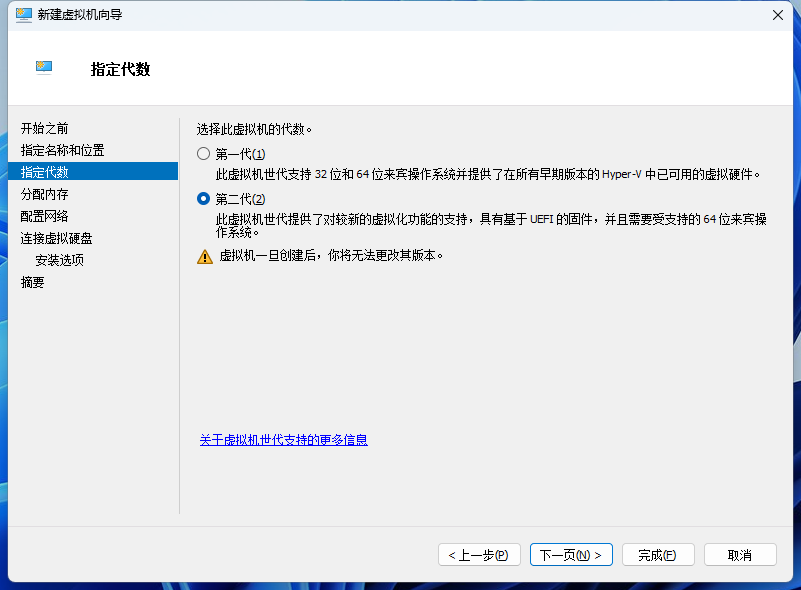 新建虚拟机向导
指定代数
开始之前
指定名称和位置
指定代数
分配内存
配置网络
连接虚拟硬盘
安装选项
摘要
选择此虚拟机的代数。
第一代(1)
此虚拟机世代支持 32 位和 64 位来宾操作系统并提供了在所有早期版本的 Hyper-V 中已可用的虚拟硬件。
第二代(2)
此虚拟机世代提供了对较新的虚拟化功能的支持，具有基于 UEFI 的固件，并且需要受支持的 64 位来宾操
作系统。
虚拟机一旦创建后，你将无法更改其版本。
关于虚拟机世代支持的更多信息
< 上一步(P)
下一页(N) >
完成(F)
取消